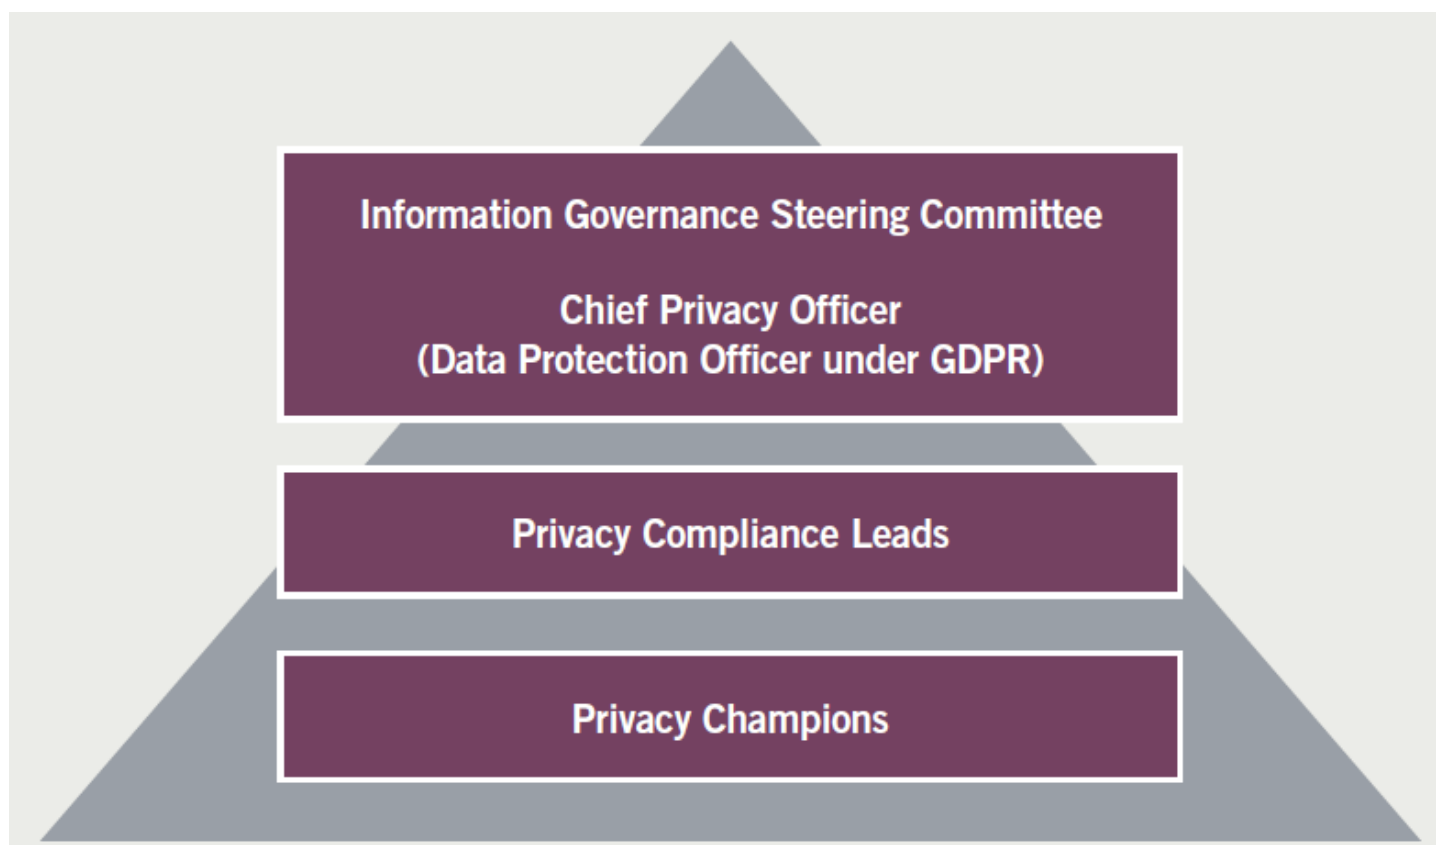 Information Governance Steering Committee
Chief Privacy Officer
(Data Protection Officer under GDPR)
Privacy Compliance Leads
Privacy Champions